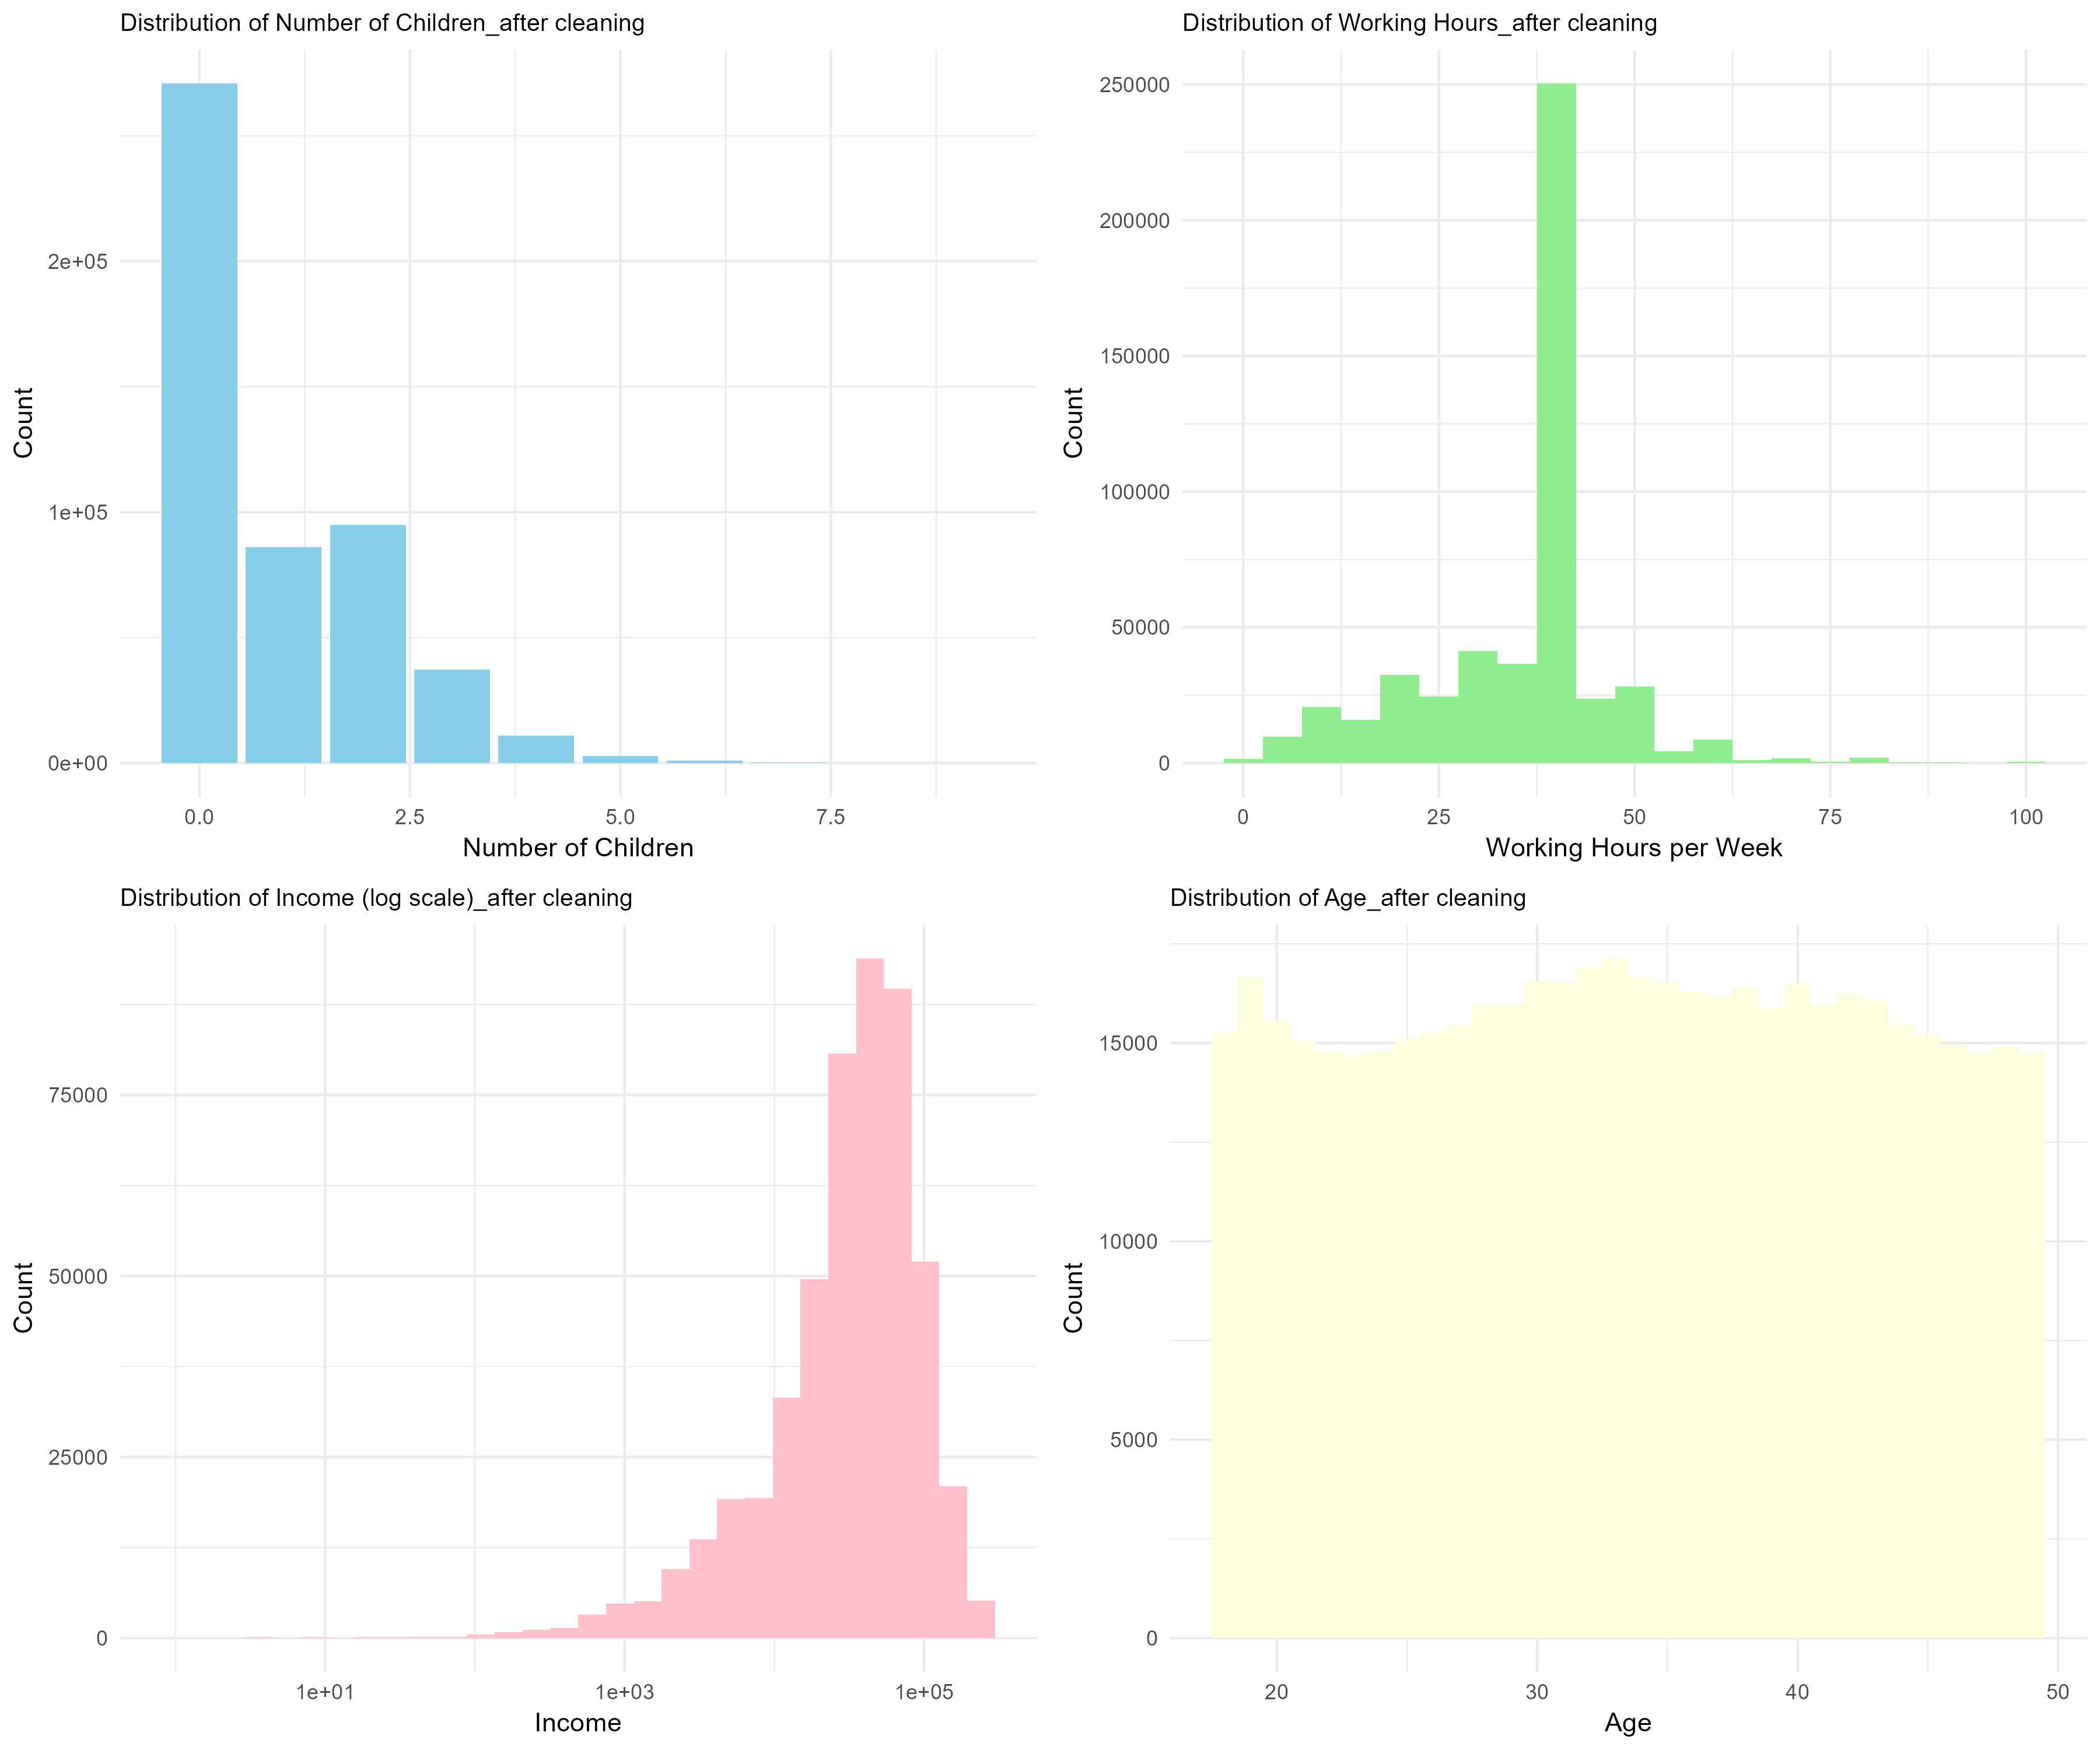 Distribution of Number of Children_after cleaning
Count
2e+05
1e+05
0e+00
0.0 2.5 5.0 7.5
Number of Children
Distribution of Working Hours_after cleaning
Count
250000
200000
150000
100000
50000
0
0 25 50 75 100
Working Hours per Week
Distribution of Income (log scale)_after cleaning
Count
75000
50000
25000
0
1e+01 1e+03 1e+05
Income
Distribution of Age_after cleaning
Count
15000
10000
5000
0
20 30 40 50
Age